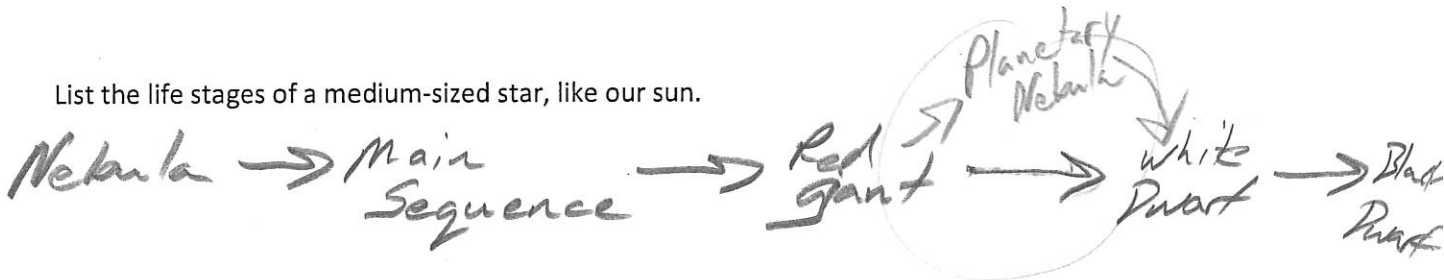 List the life stages of a medium-sized star, like our sun.
Planetary
Nebula
Nebula → Main → Red → White → Black
Sequence giant Dwarf Dwarf